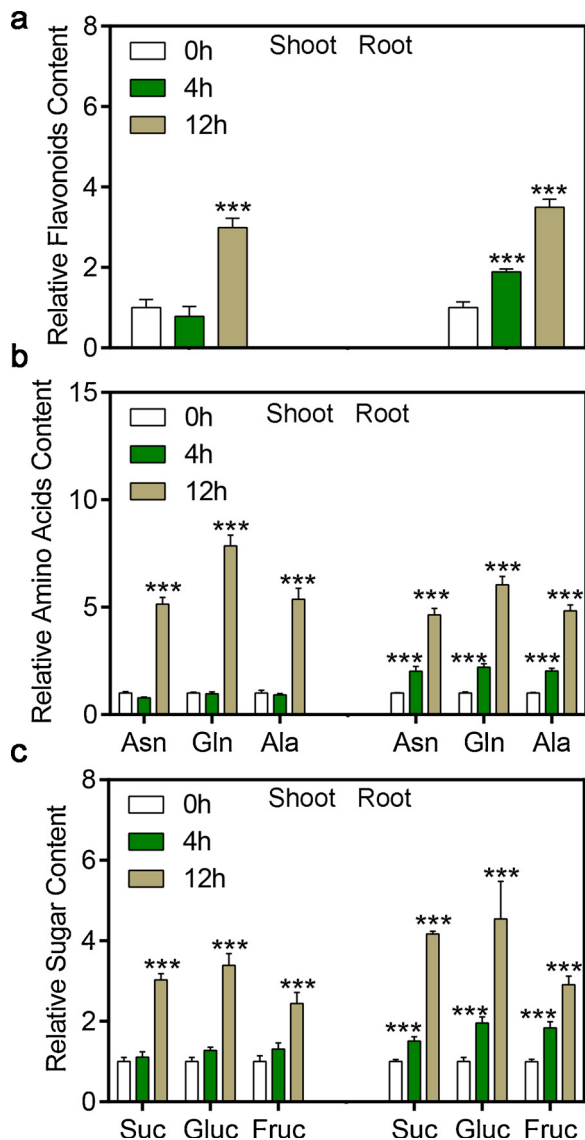 a
Relative Flavonoids Content
8
6
4
2
0
0h
4h
12h
Shoot Root
***
***
***
b
Relative Amino Acids Content
15
10
5
0
0h
4h
12h
Shoot Root
***
***
***
***
***
***
***
***
***
Asn Gln Ala Asn Gln Ala
c
Relative Sugar Content
8
6
4
2
0
0h
4h
12h
Shoot Root
***
***
***
***
***
***
***
***
***
Suc Gluc Fruc Suc Gluc Fruc